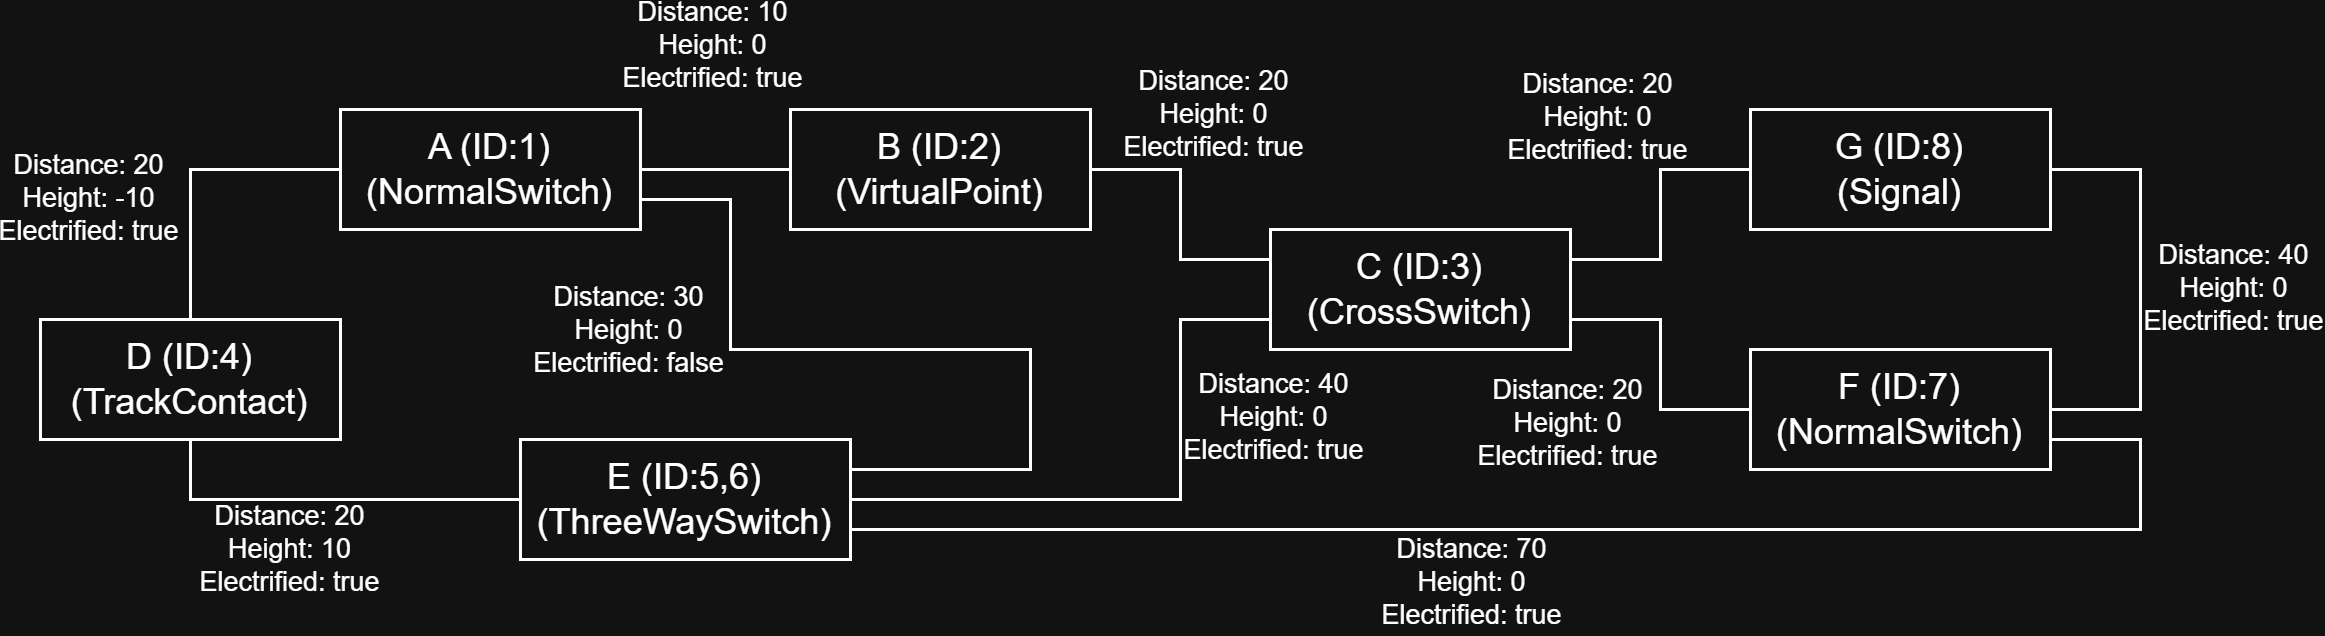 Distance: 10
Height: 0
Electrified: true
Distance: 20
Height: 0
Electrified: true
Distance: 20
Height: 0
Electrified: true
A (ID:1)
(NormalSwitch)
B (ID:2)
(VirtualPoint)
G (ID:8)
(Signal)
Distance: 20
Height: -10
Electrified: true
C (ID:3)
(CrossSwitch)
Distance: 40
Height: 0
Electrified: true
Distance: 30
Height: 0
Electrified: false
D (ID:4)
(TrackContact)
Distance: 40
Height: 0
Electrified: true
Distance: 20
Height: 0
Electrified: true
F (ID:7)
(NormalSwitch)
E (ID:5,6)
(ThreeWaySwitch)
Distance: 20
Height: 10
Electrified: true
Distance: 70
Height: 0
Electrified: true